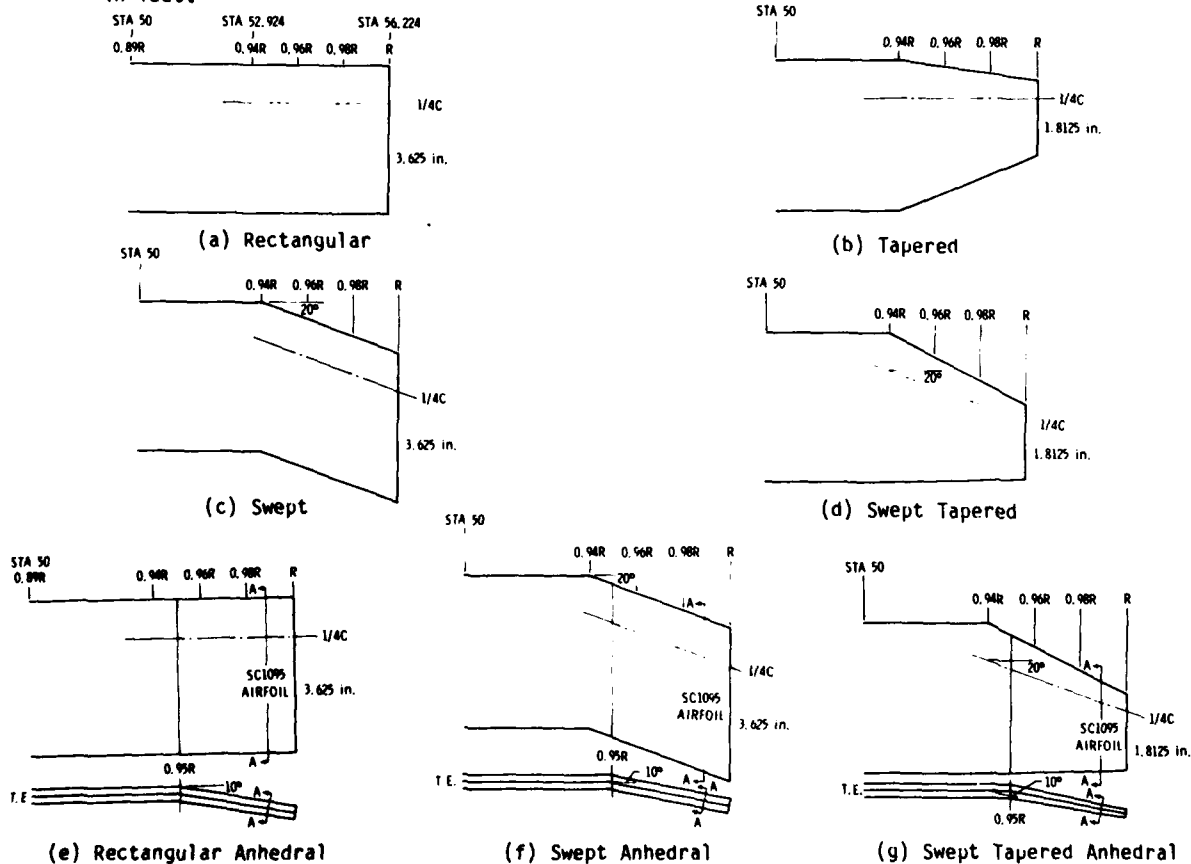 STA 50 STA 52.924 STA 56.224
0.89R 0.94R 0.96R 0.98R R
1/4C
3.625 in.
(a) Rectangular
STA 50
0.94R 0.96R 0.98R R
1/4C
1.8125 in.
(b) Tapered
STA 50
0.94R 0.96R 0.98R R
20°
1/4C
3.625 in.
(c) Swept
STA 50
0.94R 0.96R 0.98R R
20°
1/4C
1.8125 in.
(d) Swept Tapered
STA 50
0.89R 0.94R 0.96R 0.98R R
A
1/4C
SC1095
AIRFOIL
3.625 in.
A
0.95R
T.E
10°
A
A
(e) Rectangular Anhedral
STA 50
0.94R 0.96R 0.98R R
20°
A
1/4C
SC1095
AIRFOIL
3.625 in.
0.95R
T.E.
10°
A
A
A
(f) Swept Anhedral
STA 50
0.94R 0.96R 0.98R R
20°
A
1/4C
SC1095
AIRFOIL
1.8125 in.
A
T.E.
10°
A
A
0.95R
(g) Swept Tapered Anhedral